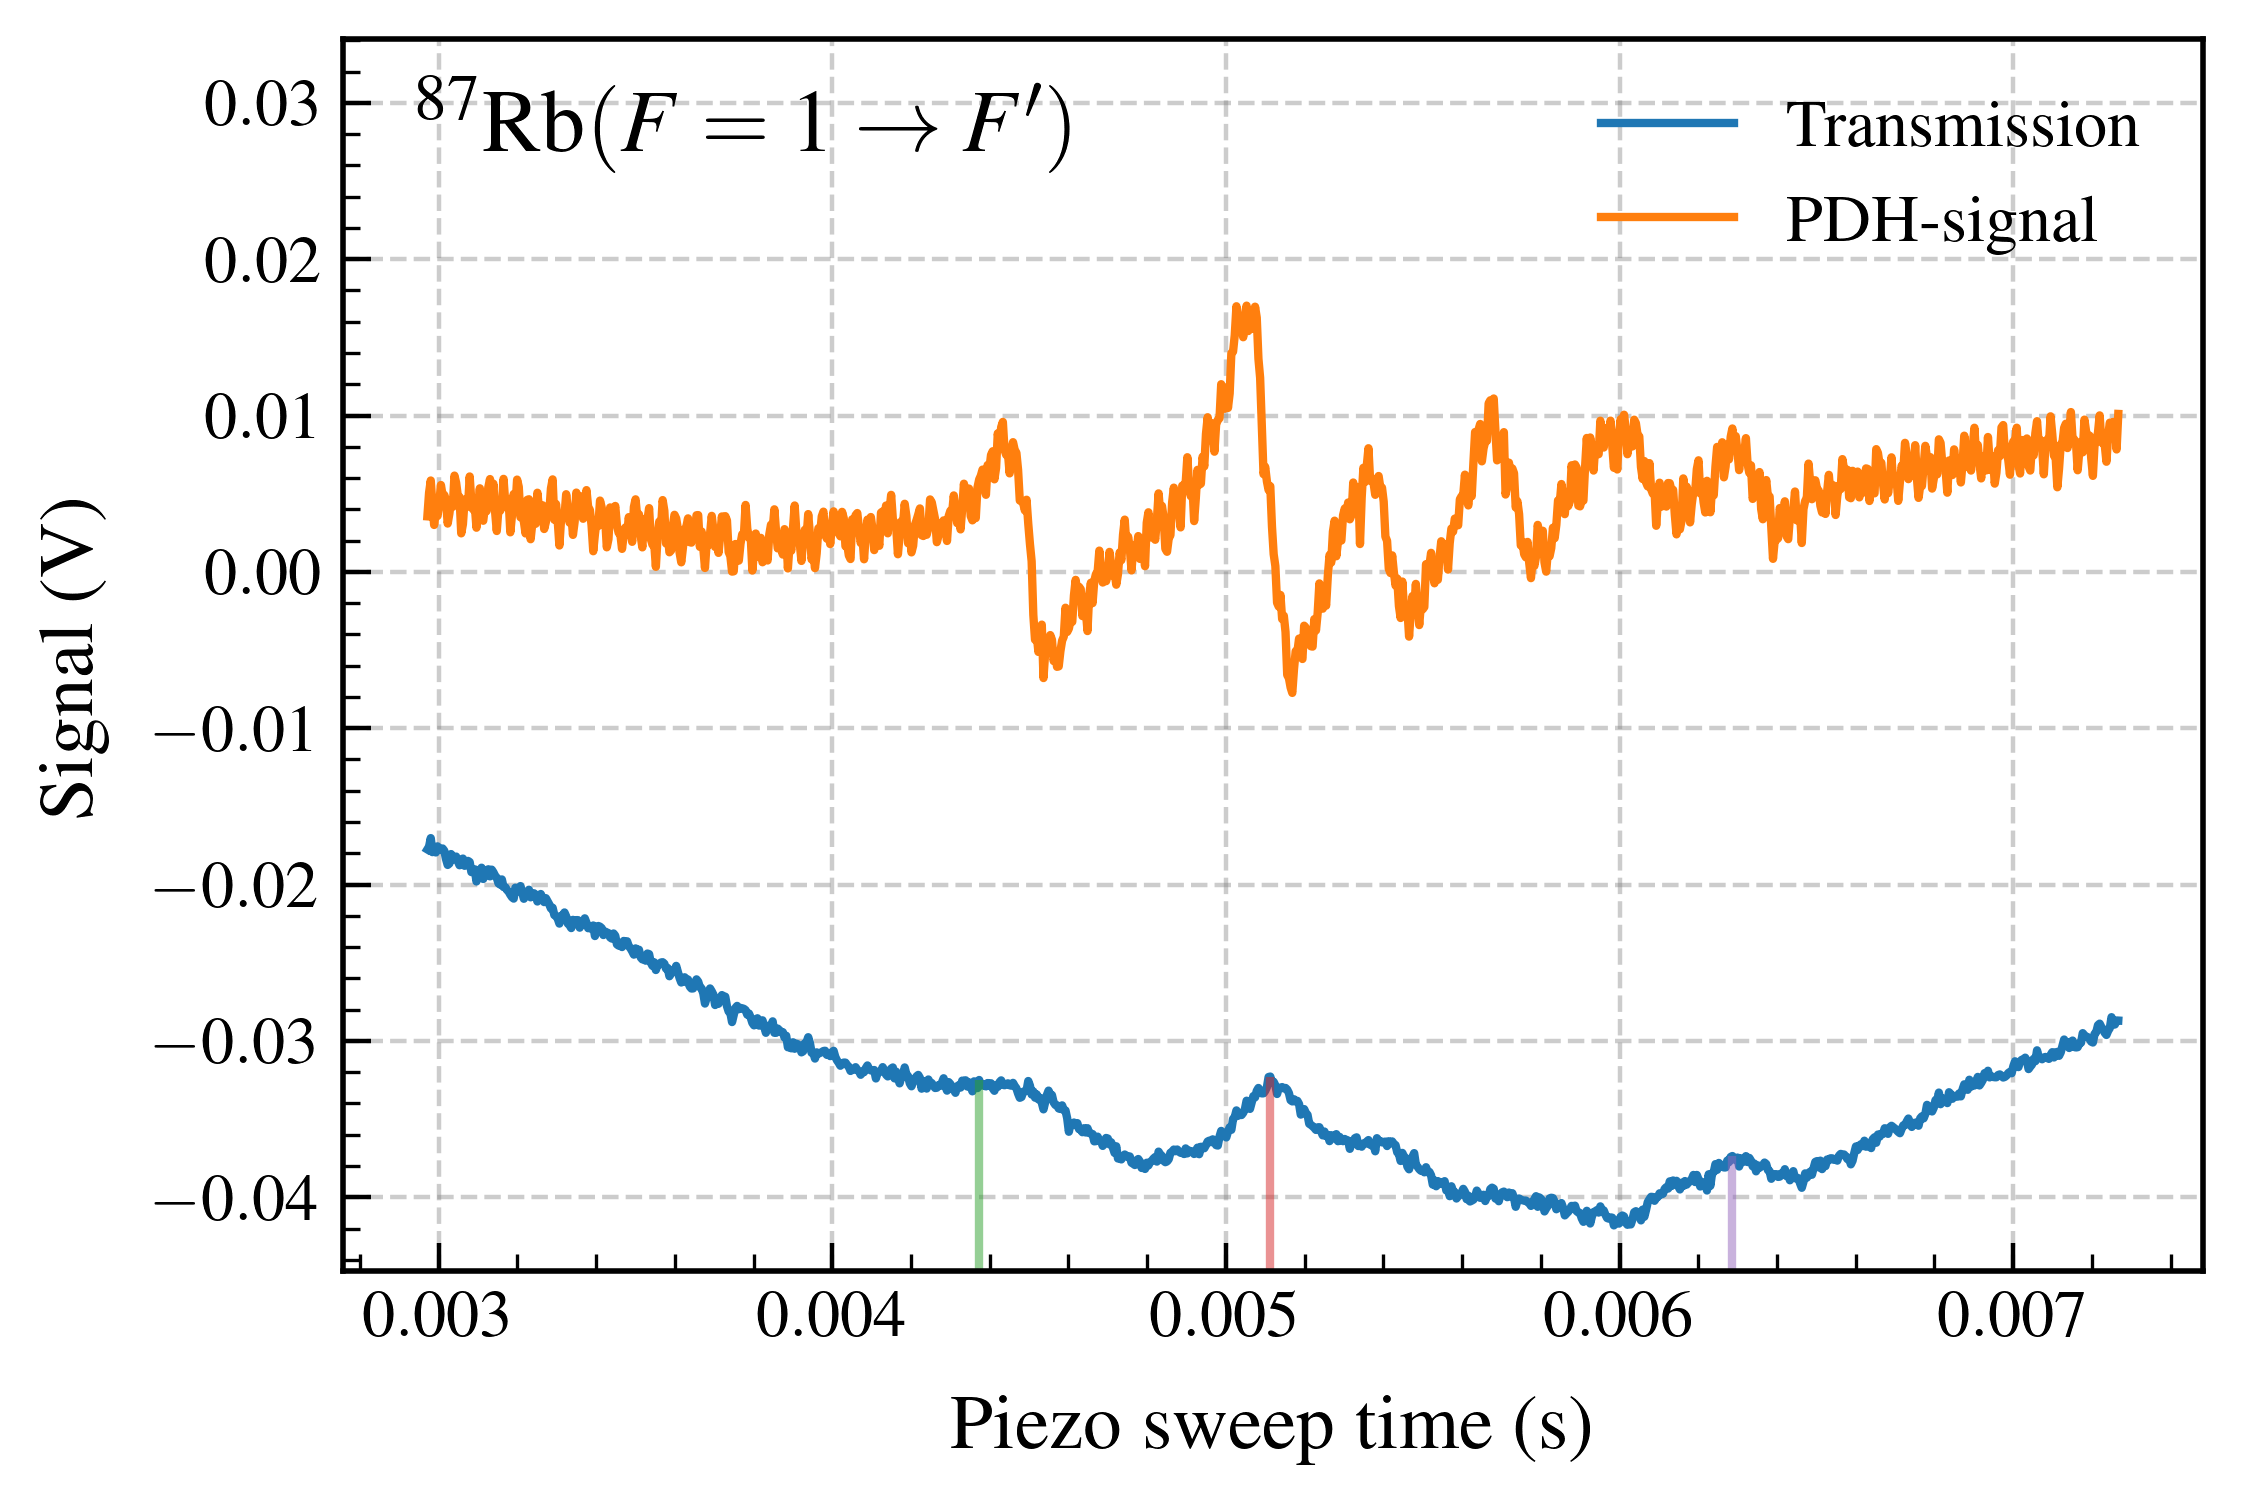 ⁸⁷Rb(F = 1 → F′)
Transmission
PDH-signal
Signal (V)
0.03
0.02
0.01
0.00
−0.01
−0.02
−0.03
−0.04
0.003 0.004 0.005 0.006 0.007
Piezo sweep time (s)